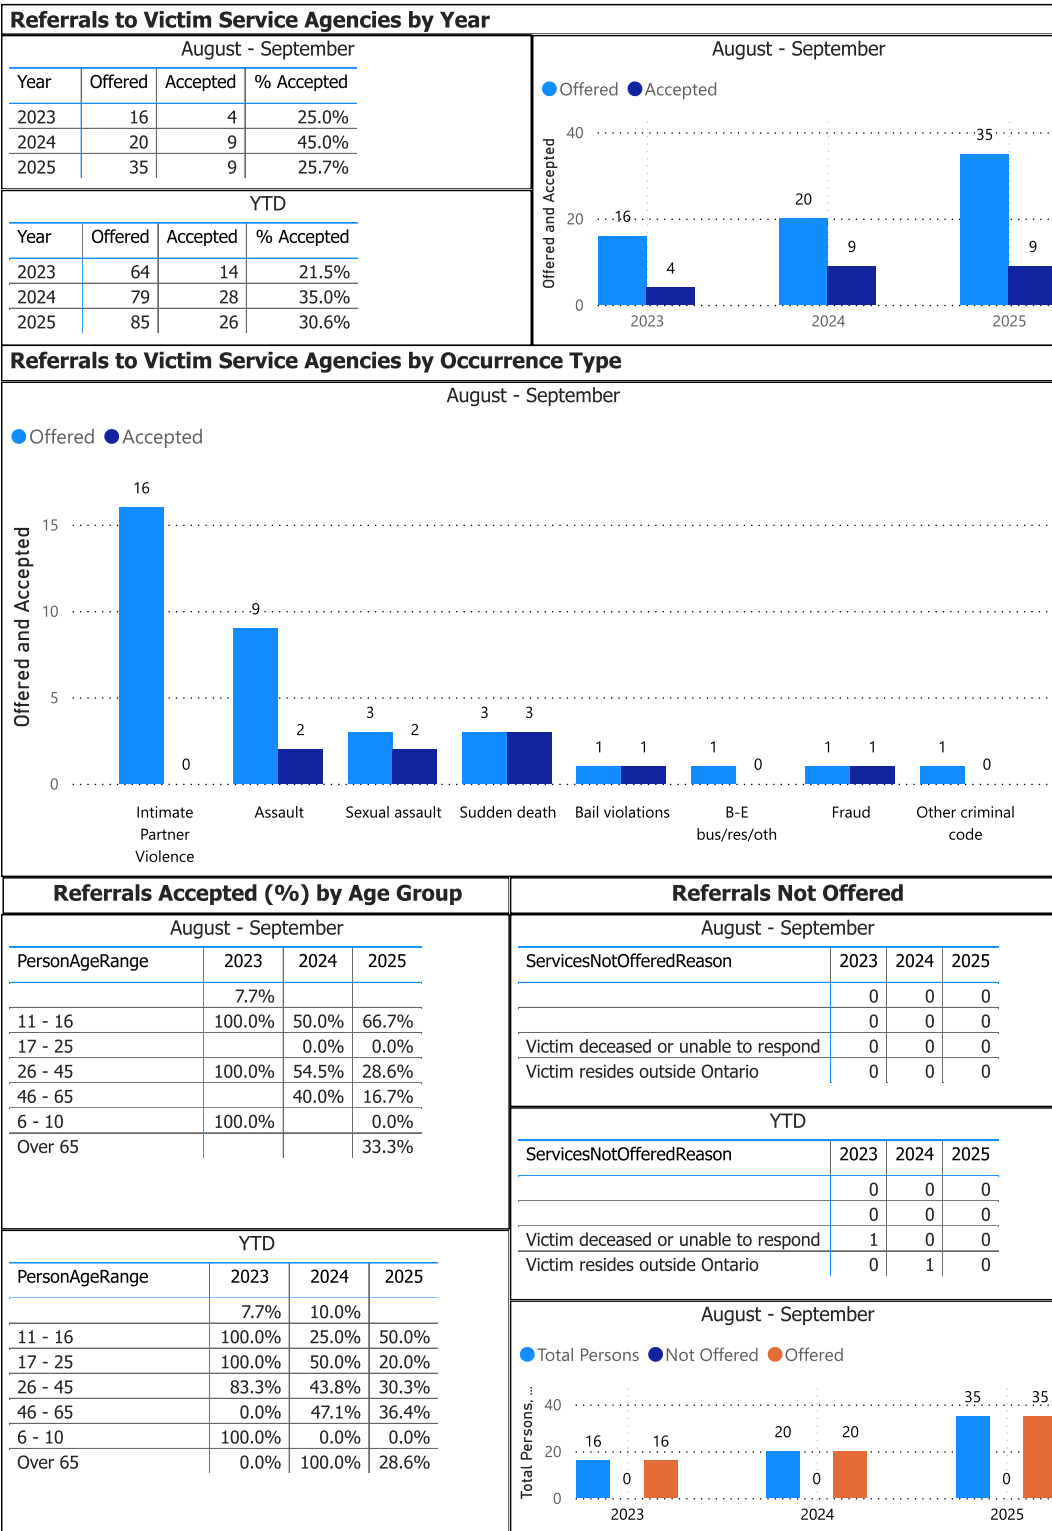 Referrals to Victim Service Agencies by Year
August - September
Year Offered Accepted % Accepted
2023 16 4 25.0%
2024 20 9 45.0%
2025 35 9 25.7%
YTD
Year Offered Accepted % Accepted
2023 64 14 21.5%
2024 79 28 35.0%
2025 85 26 30.6%
August - September
Offered Accepted
Offered and Accepted
40
20
0
16 4
20 9
35 9
2023 2024 2025
Referrals to Victim Service Agencies by Occurrence Type
August - September
Offered Accepted
Offered and Accepted
15
10
5
0
16 0
9 2
3 2
3 3
1 1
1 0
1 1
1 0
Intimate
Partner
Violence
Assault
Sexual assault
Sudden death
Bail violations
B-E
bus/res/oth
Fraud
Other criminal
code
Referrals Accepted (%) by Age Group
August - September
PersonAgeRange 2023 2024 2025
7.7%
11 - 16 100.0% 50.0% 66.7%
17 - 25 0.0% 0.0%
26 - 45 100.0% 54.5% 28.6%
46 - 65 40.0% 16.7%
6 - 10 100.0% 0.0%
Over 65 33.3%
YTD
PersonAgeRange 2023 2024 2025
7.7% 10.0%
11 - 16 100.0% 25.0% 50.0%
17 - 25 100.0% 50.0% 20.0%
26 - 45 83.3% 43.8% 30.3%
46 - 65 0.0% 47.1% 36.4%
6 - 10 100.0% 0.0% 0.0%
Over 65 0.0% 100.0% 28.6%
Referrals Not Offered
August - September
ServicesNotOfferedReason 2023 2024 2025
0 0 0
0 0 0
Victim deceased or unable to respond 0 0 0
Victim resides outside Ontario 0 0 0
YTD
ServicesNotOfferedReason 2023 2024 2025
0 0 0
0 0 0
Victim deceased or unable to respond 1 0 0
Victim resides outside Ontario 0 1 0
August - September
Total Persons Not Offered Offered
Total Persons, ...
40
20
0
16 0 16
20 0 20
35 0 35
2023 2024 2025